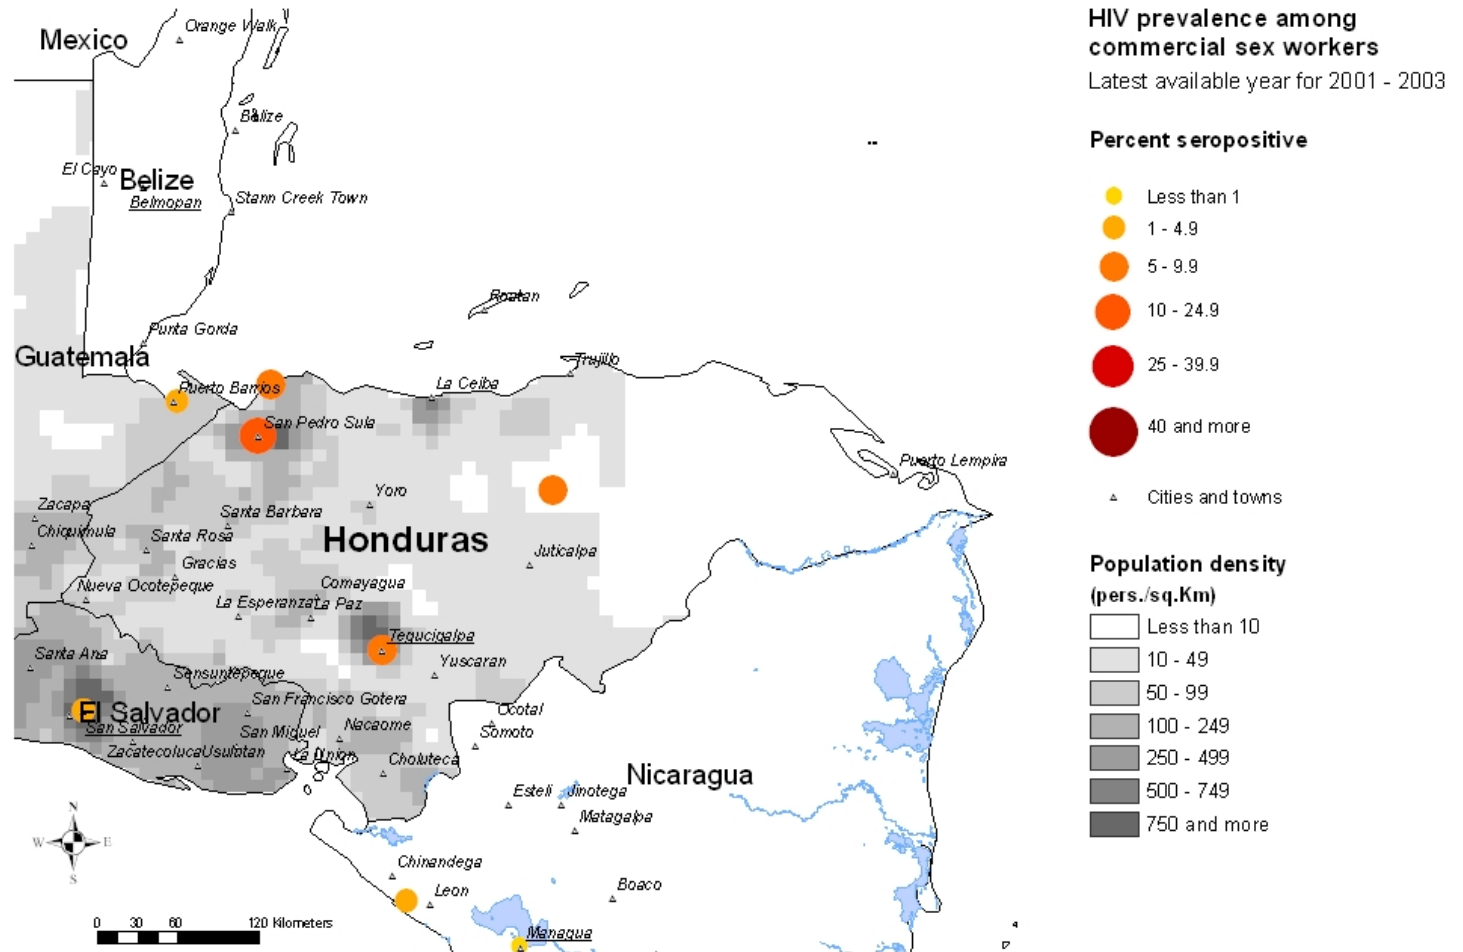 Orange Walk
Mexico
Belize
El Cayo
Belize
Belmopan
Stann Creek Town
Roatan
Punta Gorda
Guatemala
Trujillo
Puerto Barrios
La Ceiba
San Pedro Sula
Puerto Lempira
Yoro
Zacapa
Santa Barbara
Chiquimula
Santa Rosa
Honduras
Juticalpa
Gracias
Nueva Ocotepeque
Comayagua
La Esperanza
La Paz
Tegucigalpa
Santa Ana
Yuscaran
Sensuntepeque
San Francisco Gotera
El Salvador
Ocotal
San Salvador
San Miguel
Nacaome
Somoto
Zacatecoluca
Usulutan
La Union
Choluteca
Nicaragua
Esteli
Jinotega
Matagalpa
N
W
E
S
Chinandega
Leon
Boaco
0 30 60 120 Kilometers
Managua
HIV prevalence among
commercial sex workers
Latest available year for 2001 - 2003
Percent seropositive
Less than 1
1 - 4.9
5 - 9.9
10 - 24.9
25 - 39.9
40 and more
Cities and towns
Population density
(pers./sq.Km)
Less than 10
10 - 49
50 - 99
100 - 249
250 - 499
500 - 749
750 and more